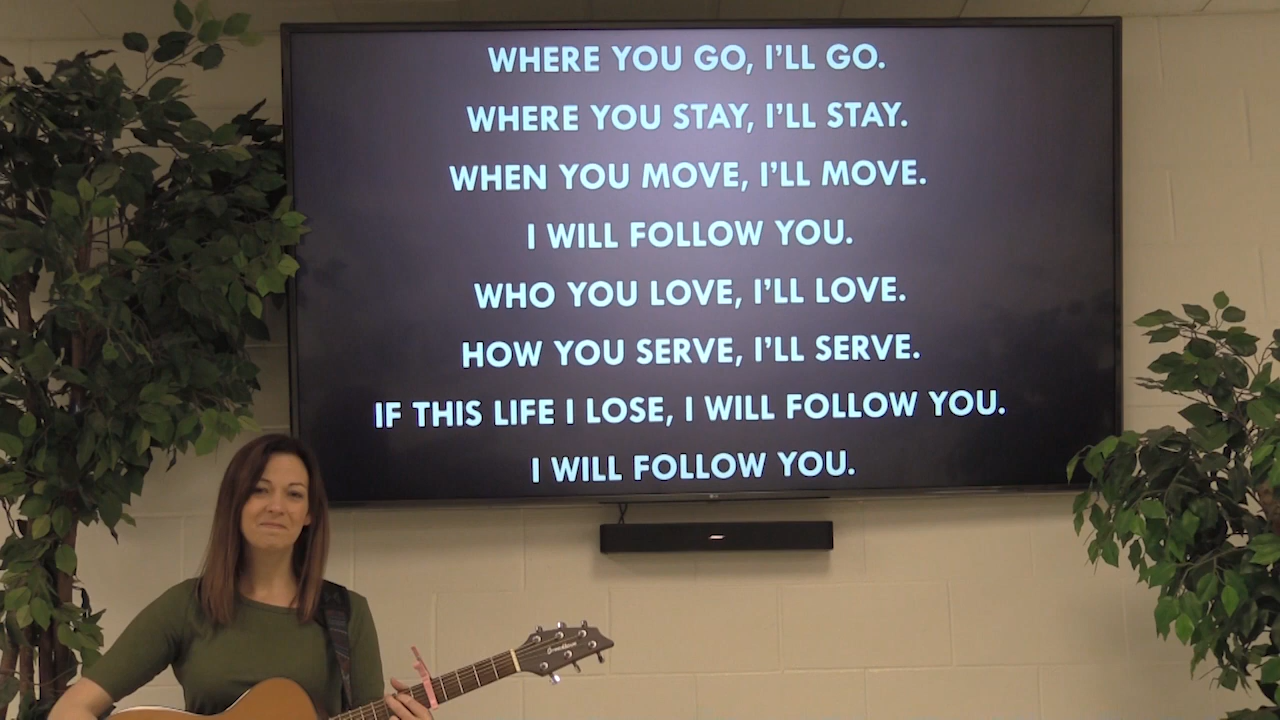 WHERE YOU GO, I'LL GO.
WHERE YOU STAY, I'LL STAY.
WHEN YOU MOVE, I'LL MOVE.
I WILL FOLLOW YOU.
WHO YOU LOVE, I'LL LOVE.
HOW YOU SERVE, I'LL SERVE.
IF THIS LIFE I LOSE, I WILL FOLLOW YOU.
I WILL FOLLOW YOU.